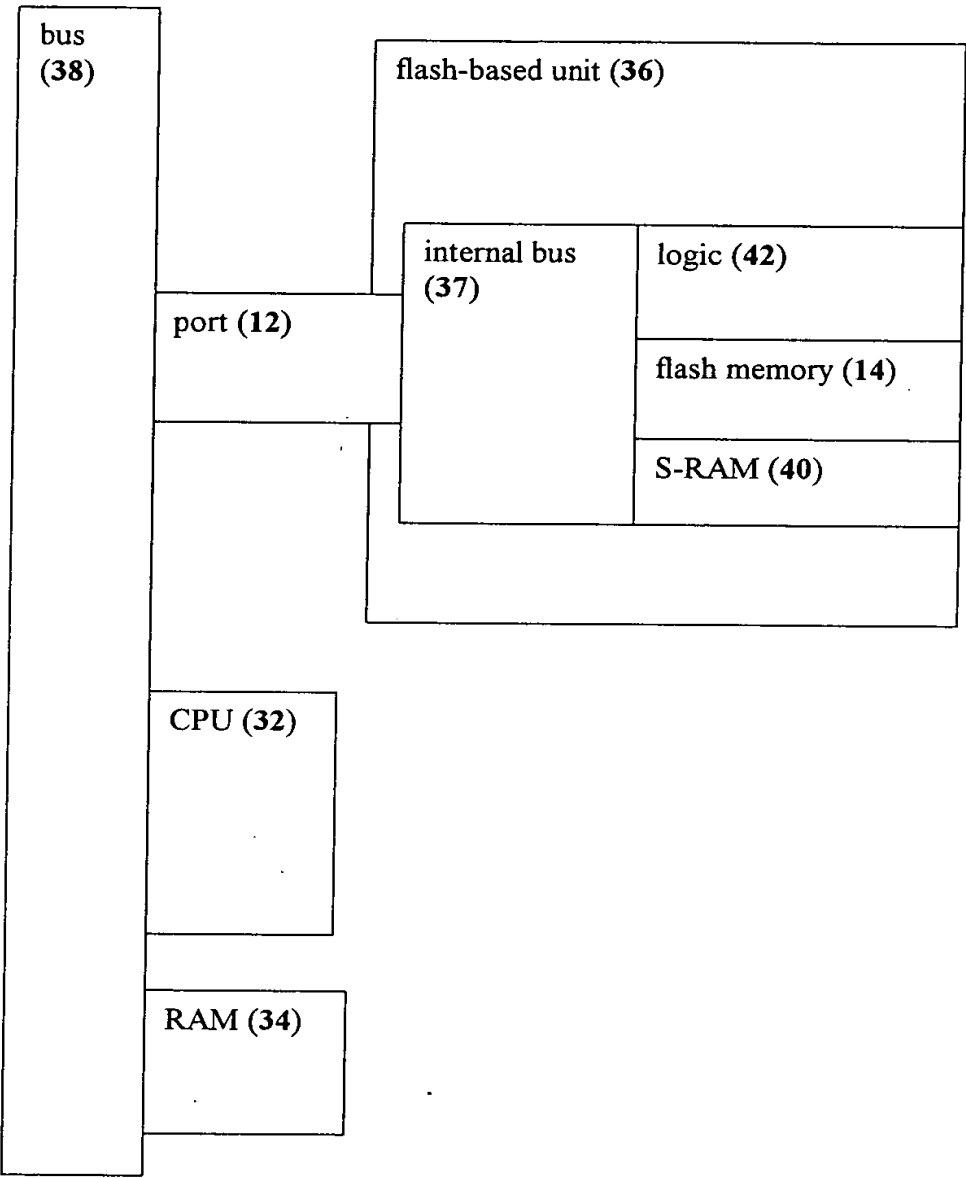 bus
(38)
flash-based unit (36)
internal bus
(37)
logic (42)
port (12)
flash memory (14)
S-RAM (40)
CPU (32)
RAM (34)